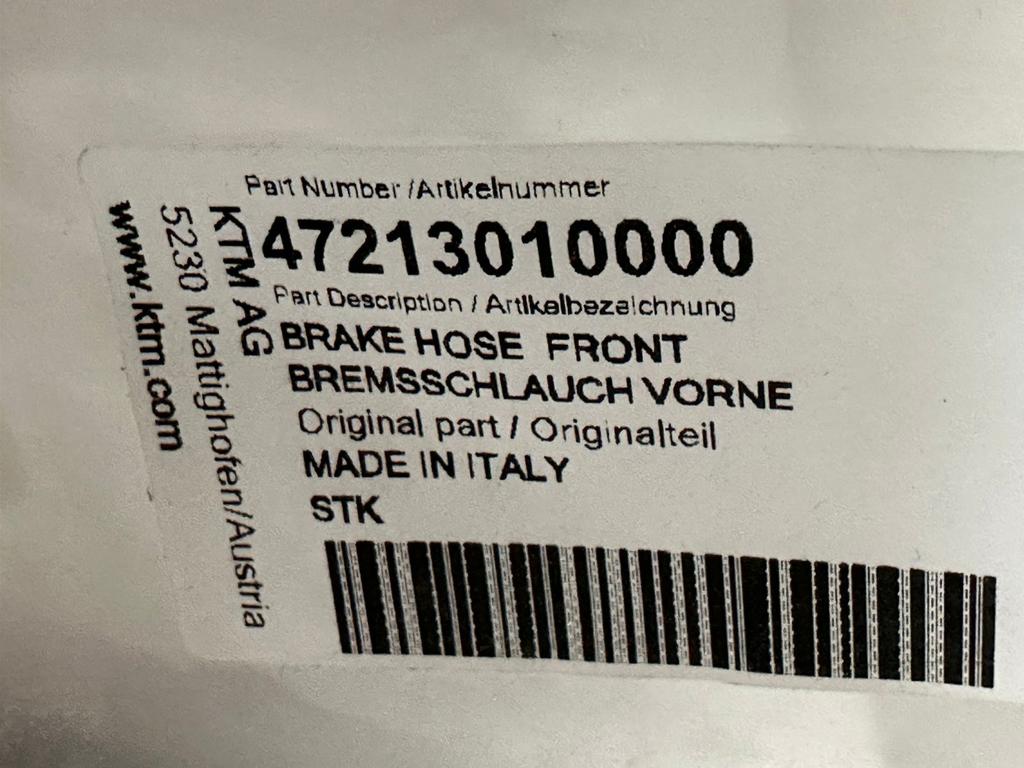 Part Number /Artikelnummer
47213010000
Part Description / Artikelbezeichnung
BRAKE HOSE FRONT
BREMSSCHLAUCH VORNE
Original part / Originalteil
MADE IN ITALY
STK
KTM AG
5230 Mattighofen/Austria
www.ktm.com